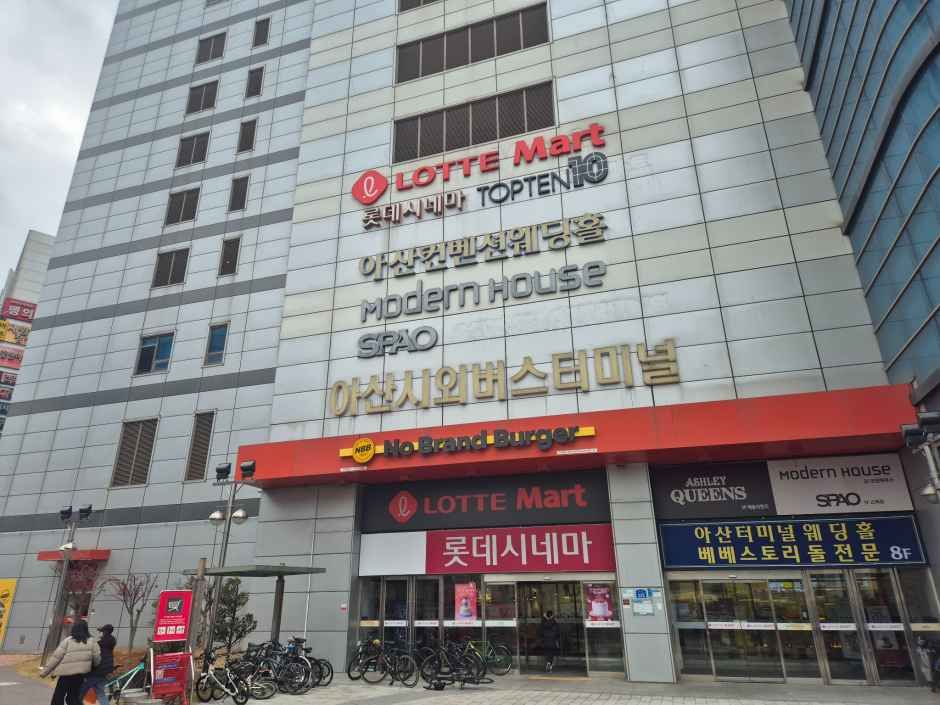 LOTTE Mart
롯데시네마 TOPTEN10
아산컨벤션웨딩홀
MODERN HOUSE
SPAO
아산시외버스터미널
NBB No Brand Burger
LOTTE Mart
롯데시네마
ASHLEY
QUEENS
MODERN HOUSE
SPAO
아산터미널웨딩홀
베베스토리돌전문 8F